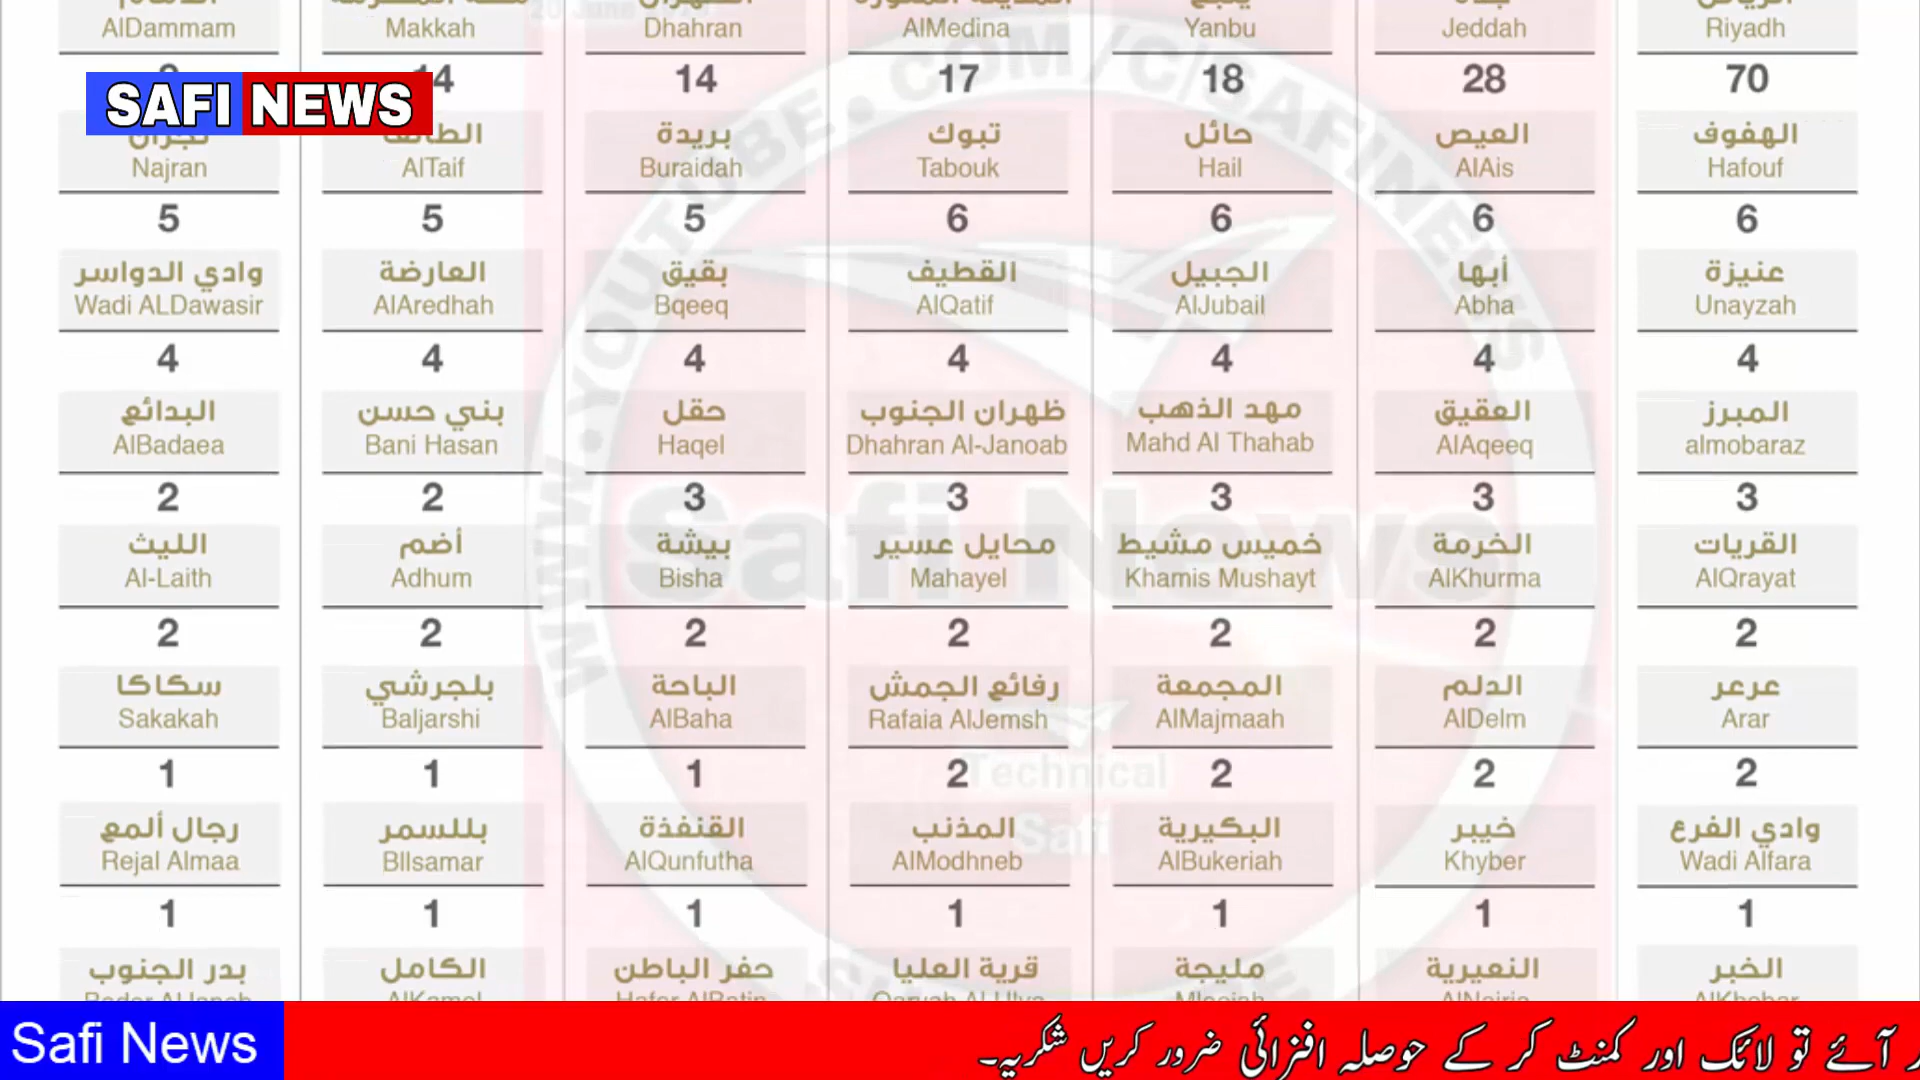 AlDammam Makkah Dhahran AlMedina Yanbu Jeddah Riyadh
14 14 17 18 28 70
SAFI NEWS
الطائف بريدة تبوك حائل العيص الهفوف
Najran AlTaif Buraidah Tabouk Hail AlAis Hafouf
5 5 5 6 6 6 6
وادي الدواسر العارضة بقيق القطيف الجبيل أبها عنيزة
Wadi ALDawasir AlAredhah Bqeeq AlQatif AlJubail Abha Unayzah
4 4 4 4 4 4 4
البدائع بني حسن حقل ظهران الجنوب مهد الذهب العقيق المبرز
AlBadaea Bani Hasan Haqel Dhahran Al-Janoab Mahd Al Thahab AlAqeeq almobaraz
2 2 3 3 3 3 3
الليث أضم بيشة محايل عسير خميس مشيط الخرمة القريات
Al-Laith Adhum Bisha Mahayel Khamis Mushayt AlKhurma AlQrayat
2 2 2 2 2 2 2
سكاكا بلجرشي الباحة رفائع الجمش المجمعة الدلم عرعر
Sakakah Baljarshi AlBaha Rafaia AlJemsh AlMajmaah AlDelm Arar
1 1 1 2 2 2 2
رجال ألمع بللسمر القنفذة المذنب البكيرية خيبر وادي الفرع
Rejal Almaa Bllsamar AlQunfutha AlModhneb AlBukeriah Khyber Wadi Alfara
1 1 1 1 1 1 1
بدر الجنوب الكامل حفر الباطن قرية العليا مليجة النعيرية الخبر
WWW.YOUTUBE.COM/C/SAFINEWS
Safi News
Technical
Safi
Safi News
آئے تو لائک اور کمنٹ کر کے حوصلہ افزائی ضرور کریں شکریہ۔